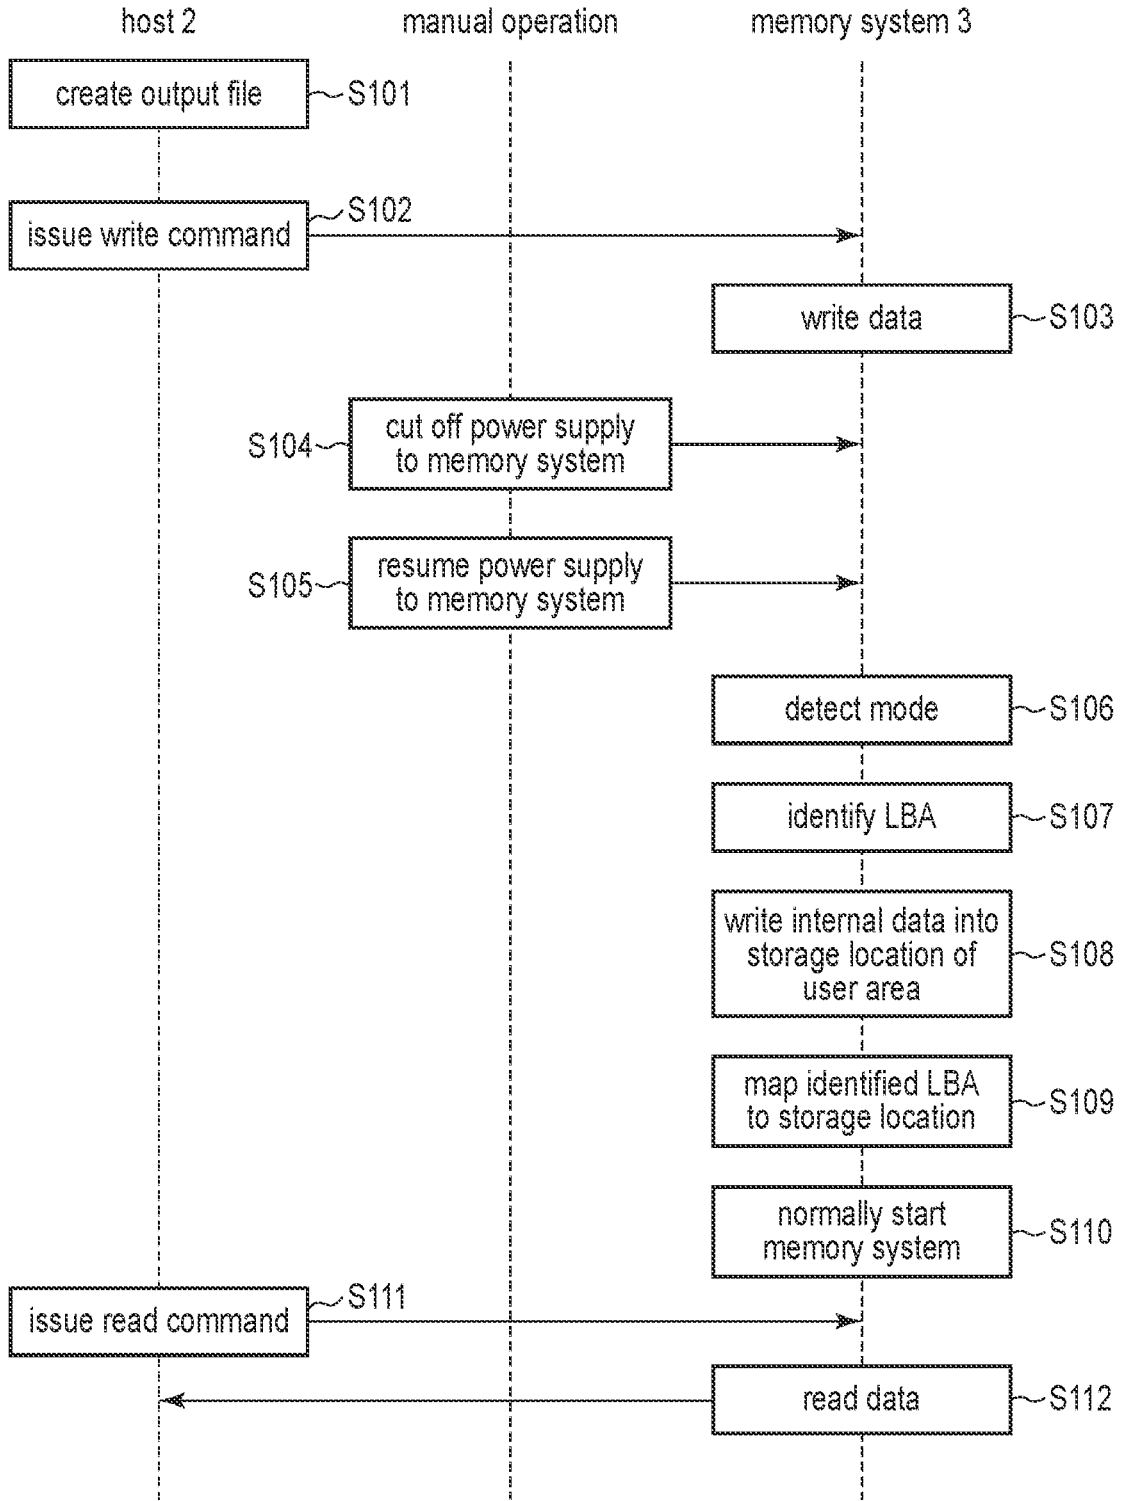 host 2
manual operation
memory system 3
create output file
S101
issue write command
S102
write data
S103
S104
cut off power supply
to memory system
S105
resume power supply
to memory system
detect mode
S106
identify LBA
S107
write internal data into
storage location of
user area
S108
map identified LBA
to storage location
S109
normally start
memory system
S110
issue read command
S111
read data
S112